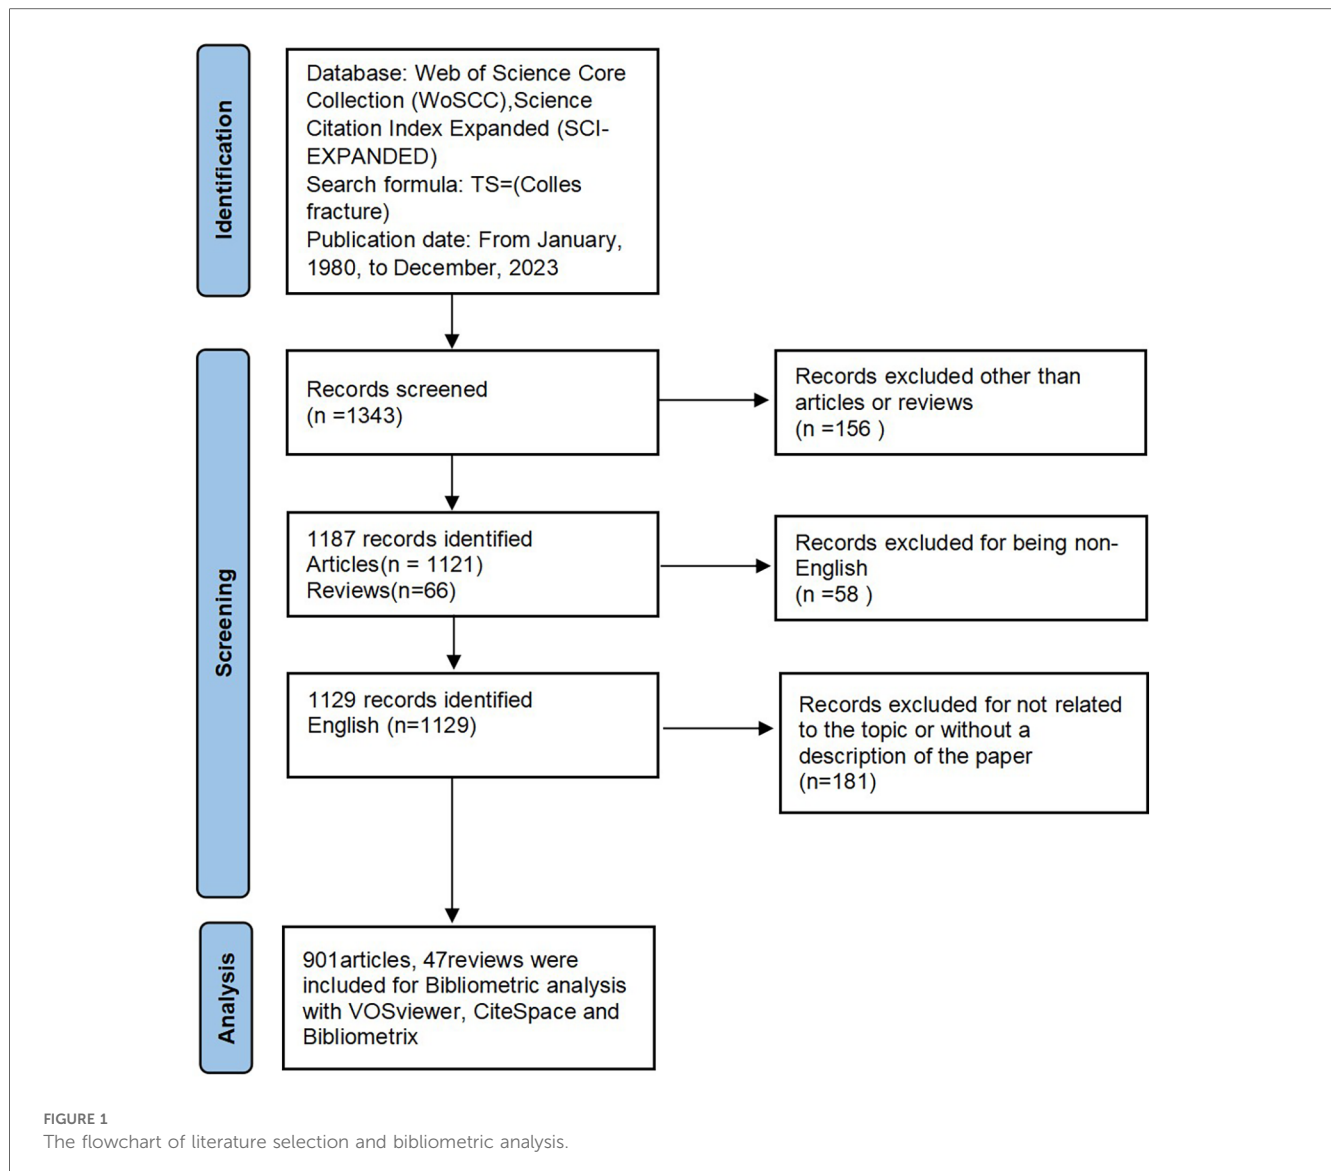 Identification
Database: Web of Science Core
Collection (WoSCC),Science
Citation Index Expanded (SCI-
EXPANDED)
Search formula: TS=(Colles
fracture)
Publication date: From January,
1980, to December, 2023
Screening
Records screened
(n =1343)
Records excluded other than
articles or reviews
(n =156 )
1187 records identified
Articles(n = 1121)
Reviews(n=66)
Records excluded for being non-
English
(n =58 )
1129 records identified
English (n=1129)
Records excluded for not related
to the topic or without a
description of the paper
(n=181)
Analysis
901articles, 47reviews were
included for Bibliometric analysis
with VOSviewer, CiteSpace and
Bibliometrix
FIGURE 1
The flowchart of literature selection and bibliometric analysis.